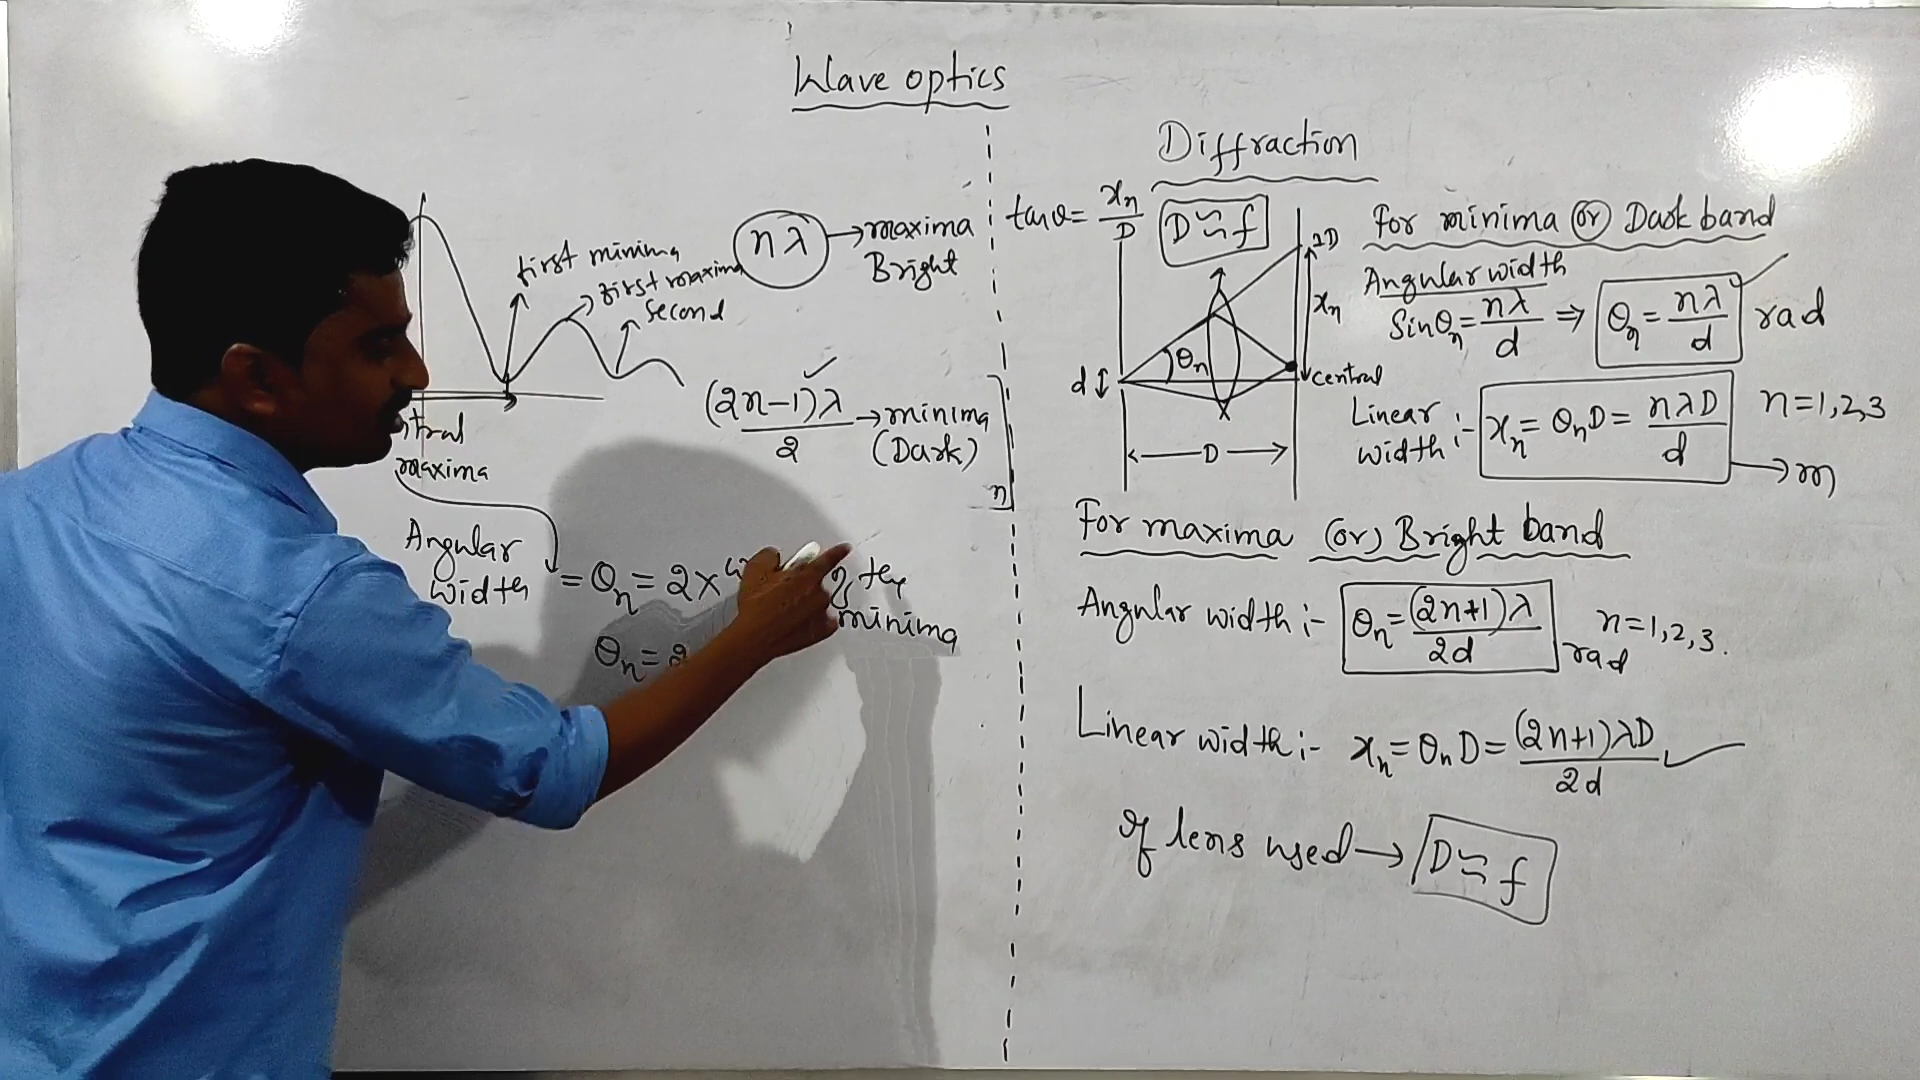 Wave optics
first minima
first maxima
second
nλ → maxima
Bright
(2n-1)λ/2 → minima
(Dark)
n
maxima
Angular
width = θn = 2×
minima
θn = 2
Diffraction
tanθ = xn/D
D ≃ f
For minima (or) Dark band
Angular width
Sinθn = nλ/d ⇒ θn = nλ/d rad
Linear
width :- xn = θnD = nλD/d n=1,2,3
→ m
2D
xn
θn
d
central
D
For maxima (or) Bright band
Angular width :- θn = (2n+1)λ/2d n=1,2,3.
rad
Linear width :- xn = θnD = (2n+1)λD/2d
If lens used → D ≃ f